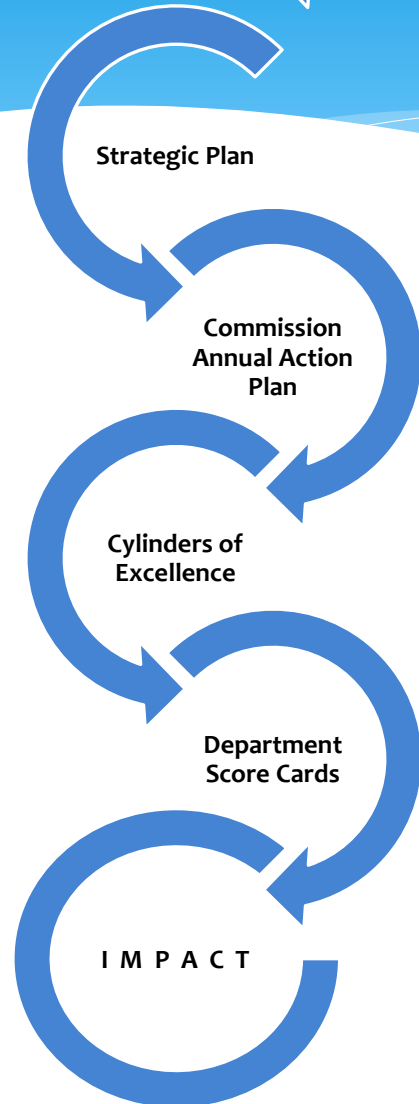 Strategic Plan
Commission
Annual Action
Plan
Cylinders of
Excellence
Department
Score Cards
I M P A C T